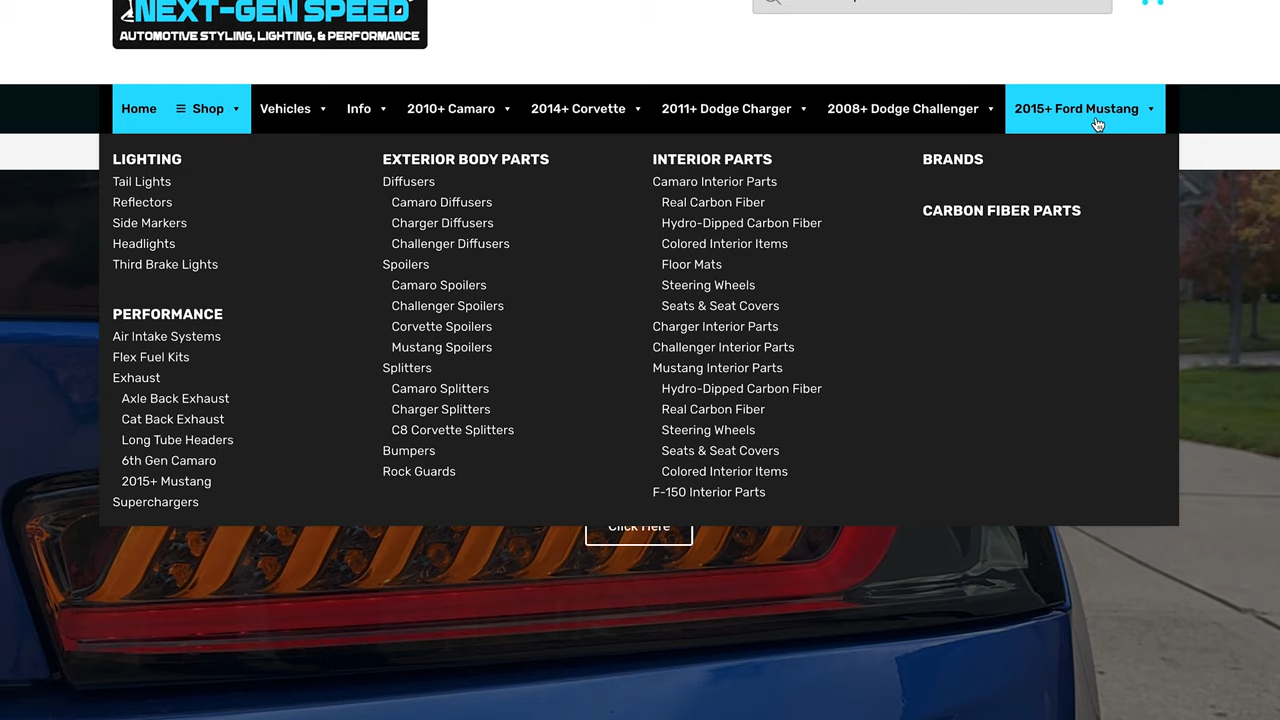 NEXT-GEN SPEED
AUTOMOTIVE STYLING, LIGHTING, & PERFORMANCE
Home
Shop
Vehicles
Info
2010+ Camaro
2014+ Corvette
2011+ Dodge Charger
2008+ Dodge Challenger
2015+ Ford Mustang
LIGHTING
Tail Lights
Reflectors
Side Markers
Headlights
Third Brake Lights
PERFORMANCE
Air Intake Systems
Flex Fuel Kits
Exhaust
Axle Back Exhaust
Cat Back Exhaust
Long Tube Headers
6th Gen Camaro
2015+ Mustang
Superchargers
EXTERIOR BODY PARTS
Diffusers
Camaro Diffusers
Charger Diffusers
Challenger Diffusers
Spoilers
Camaro Spoilers
Challenger Spoilers
Corvette Spoilers
Mustang Spoilers
Splitters
Camaro Splitters
Charger Splitters
C8 Corvette Splitters
Bumpers
Rock Guards
INTERIOR PARTS
Camaro Interior Parts
Real Carbon Fiber
Hydro-Dipped Carbon Fiber
Colored Interior Items
Floor Mats
Steering Wheels
Seats & Seat Covers
Charger Interior Parts
Challenger Interior Parts
Mustang Interior Parts
Hydro-Dipped Carbon Fiber
Real Carbon Fiber
Steering Wheels
Seats & Seat Covers
Colored Interior Items
F-150 Interior Parts
BRANDS
CARBON FIBER PARTS
Click Here